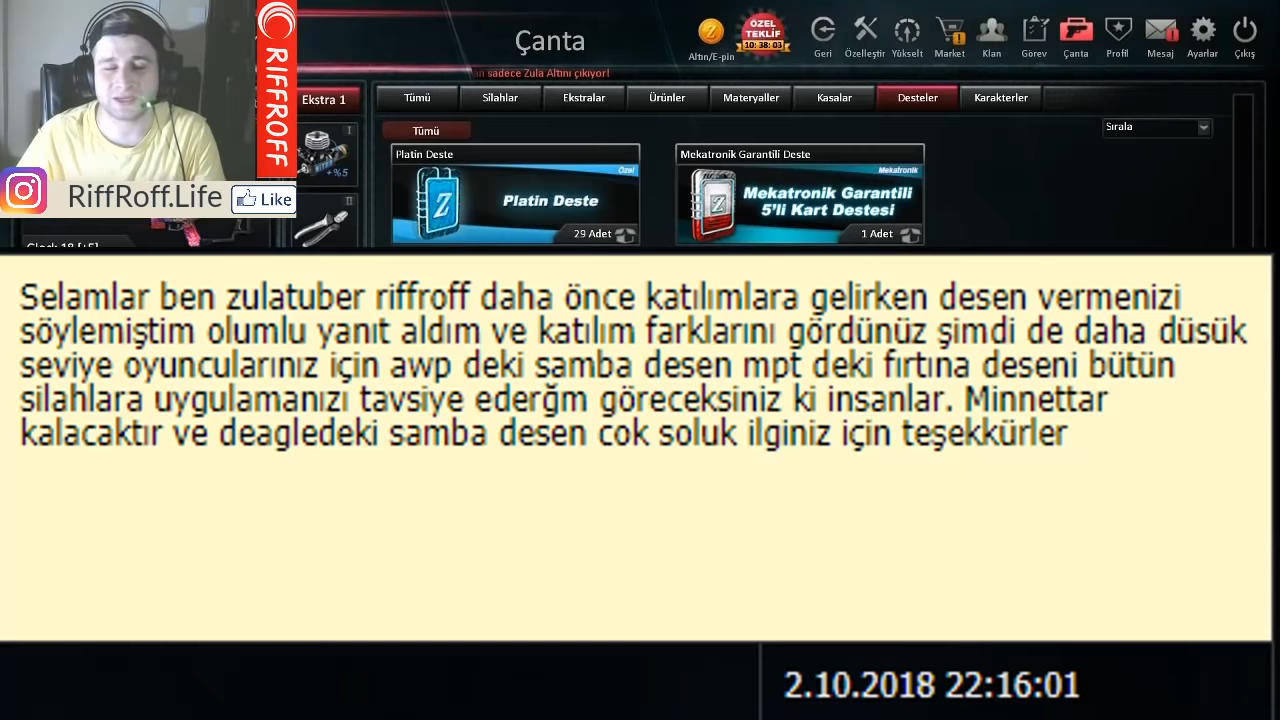 Çanta
Altın/E-pin
ÖZEL
TEKLİF
10:38:03
Geri
Özelleştir
Yükselt
Market
Klan
Görev
Çanta
Profil
Mesaj
Ayarlar
Çıkış
an sadece Zula Altını çıkıyor!
RIFFROFF
Ekstra 1
Tümü
Silahlar
Ekstralar
Ürünler
Materyaller
Kasalar
Desteler
Karakterler
Tümü
Sırala
I
+%5
II
Platin Deste
Özel
Platin Deste
29 Adet
Mekatronik Garantili Deste
Mekatronik
Mekatronik Garantili
5'li Kart Destesi
1 Adet
RiffRoff.Life
Like
Selamlar ben zulatuber riffroff daha önce katılımlara gelirken desen vermenizi
söylemiştim olumlu yanıt aldım ve katılım farklarını gördünüz şimdi de daha düsük
seviye oyuncularınız için awp deki samba desen mpt deki fırtına deseni bütün
silahlara uygulamanızı tavsiye ederğm göreceksiniz ki insanlar. Minnettar
kalacaktır ve deagledeki samba desen cok soluk ilginiz için teşekkürler
2.10.2018 22:16:01